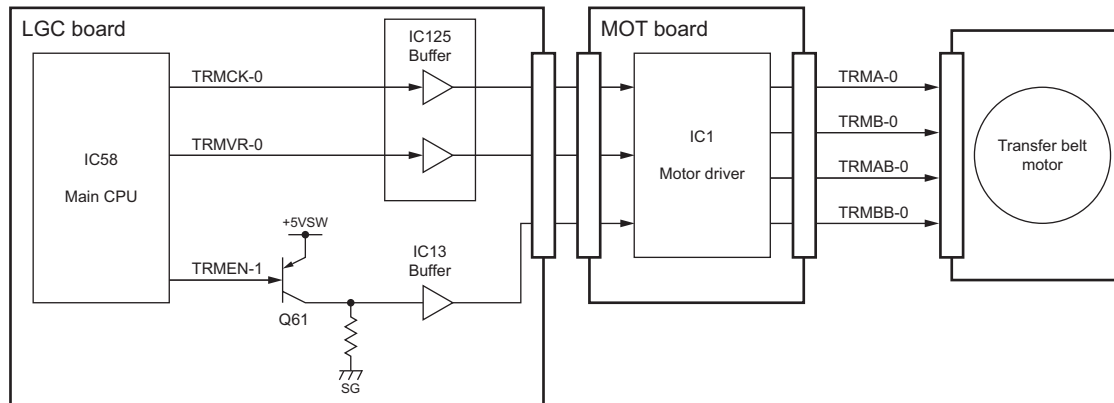 LGC board
MOT board
IC125
Buffer
TRMCK-0
TRMA-0
TRMB-0
TRMVR-0
IC58
Main CPU
IC1
Motor driver
Transfer belt
motor
TRMAB-0
+5VSW
TRMBB-0
IC13
Buffer
TRMEN-1
Q61
SG